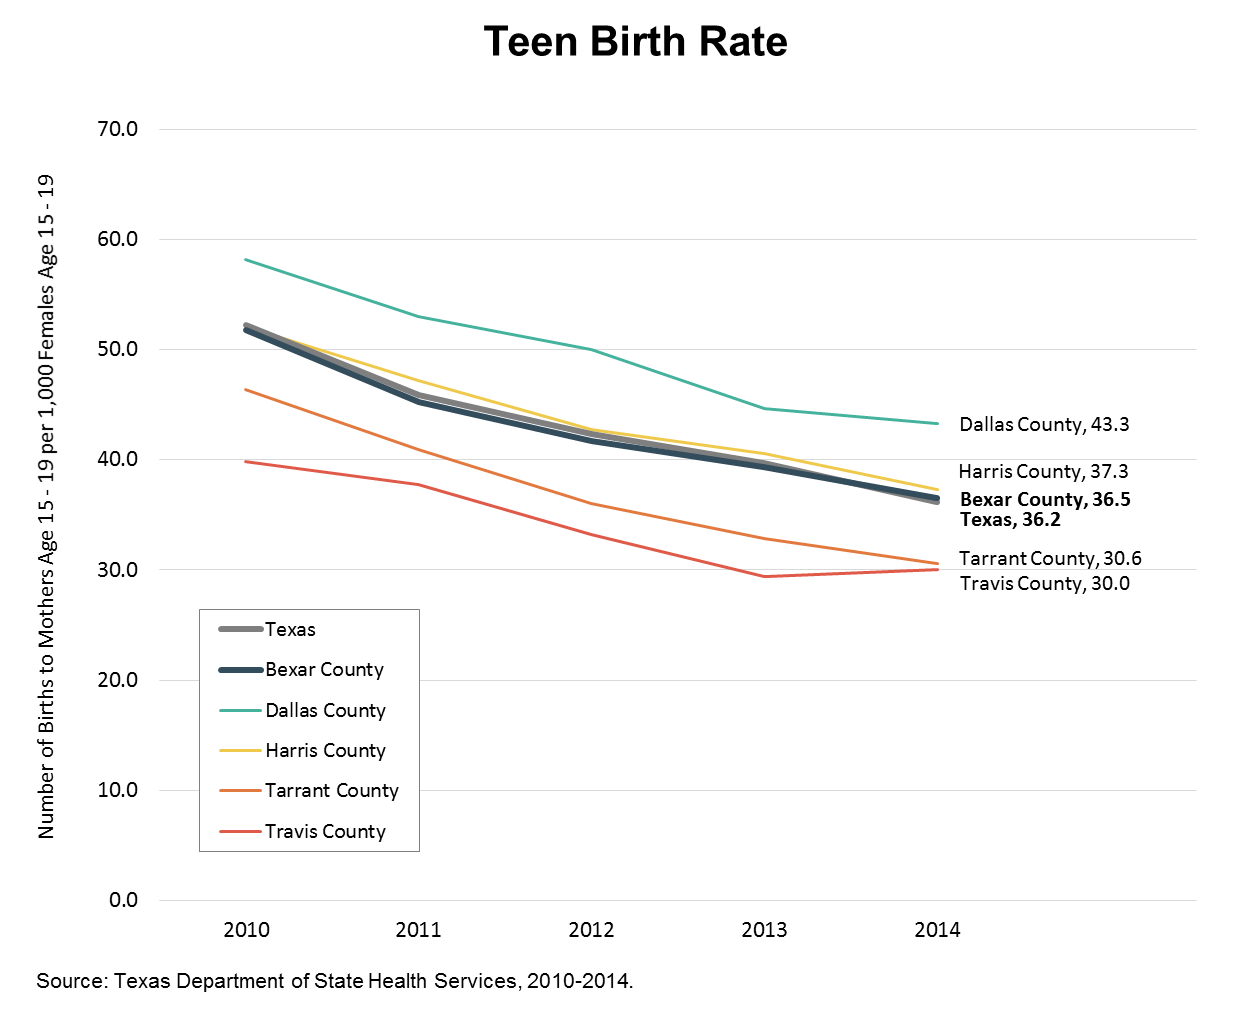 Teen Birth Rate
Number of Births to Mothers Age 15 - 19 per 1,000 Females Age 15 - 19
70.0
60.0
50.0
40.0
30.0
20.0
10.0
0.0
Dallas County, 43.3
Harris County, 37.3
Bexar County, 36.5
Texas, 36.2
Tarrant County, 30.6
Travis County, 30.0
Texas
Bexar County
Dallas County
Harris County
Tarrant County
Travis County
2010 2011 2012 2013 2014
Source: Texas Department of State Health Services, 2010-2014.